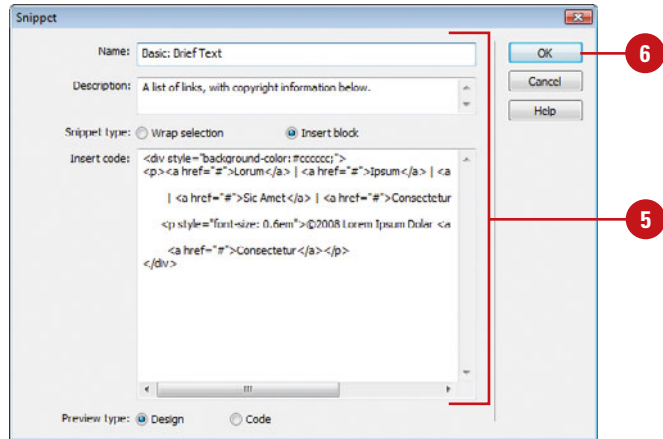 Snippet
Name: Basic: Brief Text
OK
6
Description: A list of links, with copyright information below.
Cancel
Help
Snippet type: Wrap selection Insert block
Insert code: <div style="background-color:#cccccc;">
<p><a href="#">Lorum</a> | <a href="#">Ipsum</a> | <a
| <a href="#">Sic Amet</a> | <a href="#">Consectetur
<p style="font-size: 0.6em">©2008 Lorem Ipsum Dolar <a
5
<a href="#">Consectetur</a></p>
</div>
Preview type: Design Code